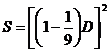 S = [(1 - 1/9)D]²